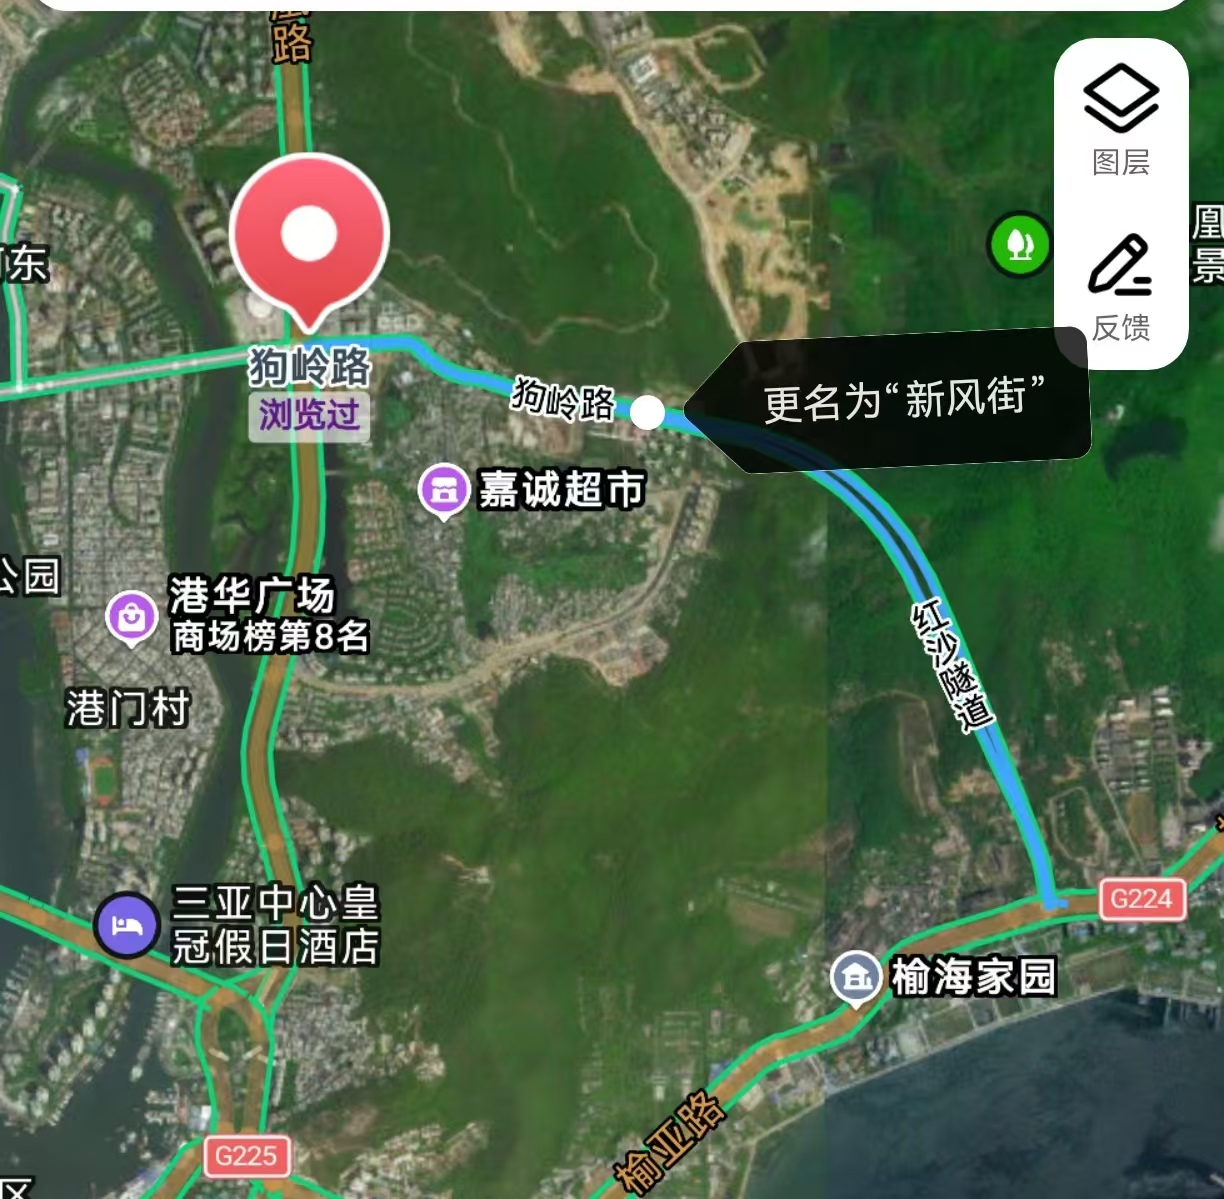 凰
路
图层
凰
景
河东
反馈
狗岭路
浏览过
狗岭路
更名为“新风街”
嘉诚超市
公园
港华广场
商场榜第8名
红沙隧道
港门村
三亚中心皇
冠假日酒店
G224
榆海家园
榆亚路
G225
区